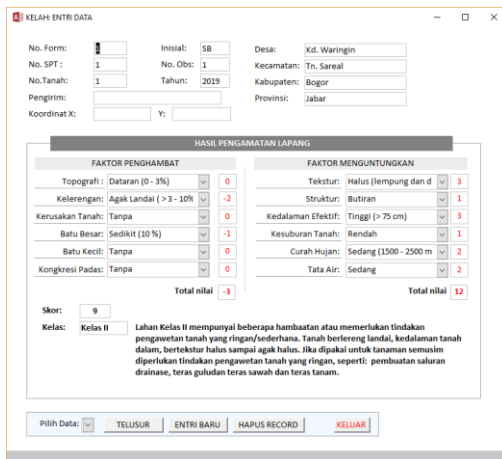 KELAH: ENTRI DATA
No. Form: 1 Inisial: SB Desa: Kd. Waringin
No. SPT : 1 No. Obs: 1 Kecamatan: Tn. Sareal
No.Tanah: 1 Tahun: 2019 Kabupaten: Bogor
Pengirim: Provinsi: Jabar
Koordinat X: Y:
HASIL PENGAMATAN LAPANG
FAKTOR PENGHAMBAT FAKTOR MENGUNTUNGKAN
Topografi : Dataran (0 - 3%) 0 Tekstur: Halus (lempung dan d 3
Kelerengan: Agak Landai ( > 3 - 10% -2 Struktur: Butiran 1
Kerusakan Tanah: Tanpa 0 Kedalaman Efektif: Tinggi (> 75 cm) 3
Batu Besar: Sedikit (10 %) -1 Kesuburan Tanah: Rendah 1
Batu Kecil: Tanpa 0 Curah Hujan: Sedang (1500 - 2500 m 2
Kongkresi Padas: Tanpa 0 Tata Air: Sedang 2
Total nilai -3 Total nilai 12
Skor: 9
Kelas: Kelas II Lahan Kelas II mempunyai beberapa hambaatan atau memerlukan tindakan
pengawetan tanah yang ringan/sederhana. Tanah berlereng landai, kedalaman tanah
dalam, bertekstur halus sampai agak halus. Jika dipakai untuk tanaman semusim
diperlukan tindakan pengawetan tanah yang ringan, seperti: pembuatan saluran
drainase, teras guludan teras sawah dan teras tanam.
Pilih Data: TELUSUR ENTRI BARU HAPUS RECORD KELUAR